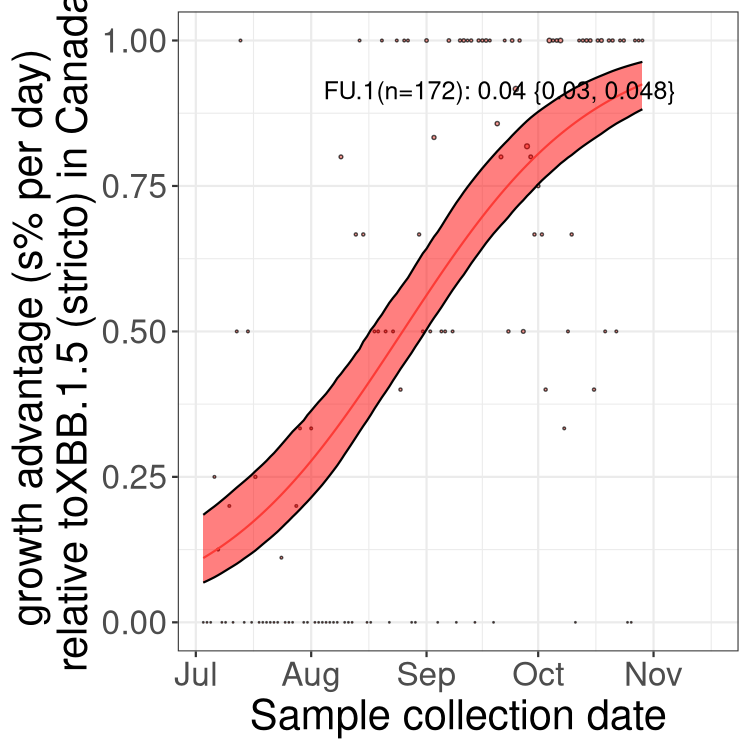 growth advantage (s% per day)
relative toXBB.1.5 (stricto) in Canada
1.00
0.75
0.50
0.25
0.00
FU.1(n=172): 0.04 {0.03, 0.048}
Jul Aug Sep Oct Nov
Sample collection date